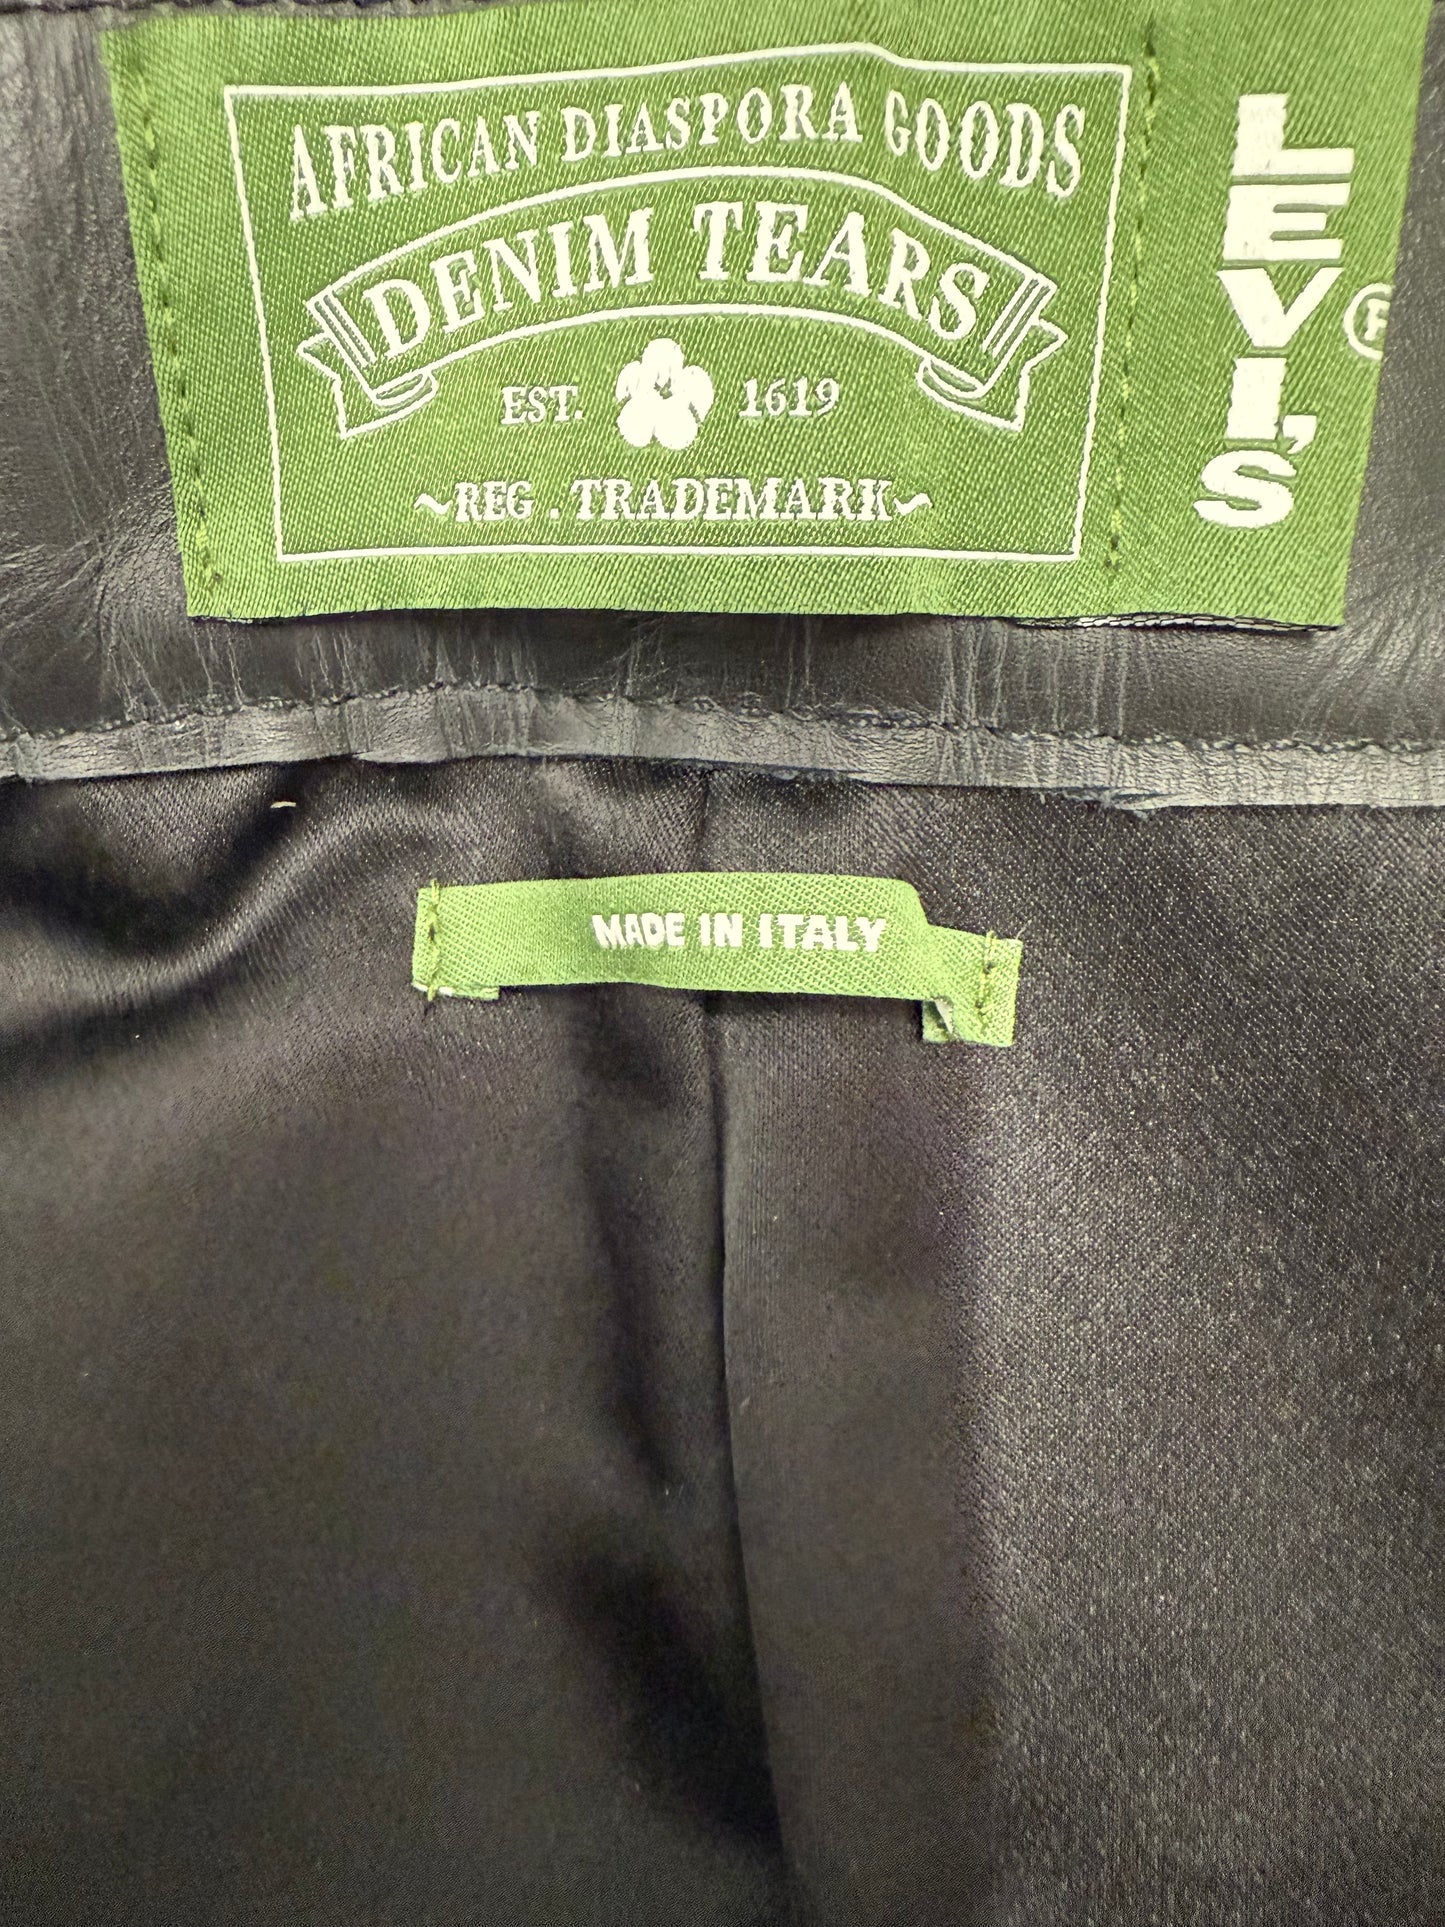 AFRICAN DIASPORA GOODS
DENIM TEARS
EST. 1619
~REG. TRADEMARK~
LEVI'S®
MADE IN ITALY